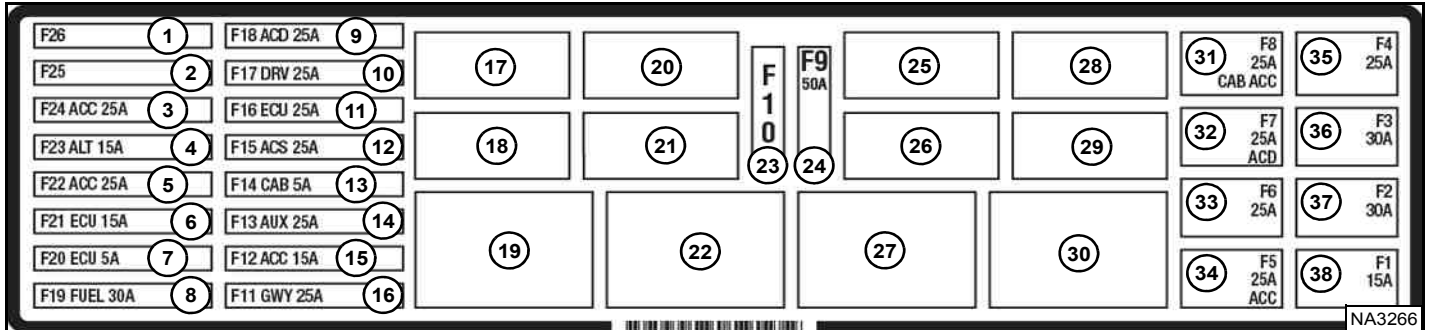 F26 1
F25 2
F24 ACC 25A 3
F23 ALT 15A 4
F22 ACC 25A 5
F21 ECU 15A 6
F20 ECU 5A 7
F19 FUEL 30A 8
F18 ACD 25A 9
F17 DRV 25A 10
F16 ECU 25A 11
F15 ACS 25A 12
F14 CAB 5A 13
F13 AUX 25A 14
F12 ACC 15A 15
F11 GWY 25A 16
17
18
19
20
21
22
F10
23
F9
50A
24
25
26
27
28
29
30
31 F8
25A
CAB ACC
32 F7
25A
ACD
33 F6
25A
34 F5
25A
ACC
35 F4
25A
36 F3
30A
37 F2
30A
38 F1
15A
NA3266